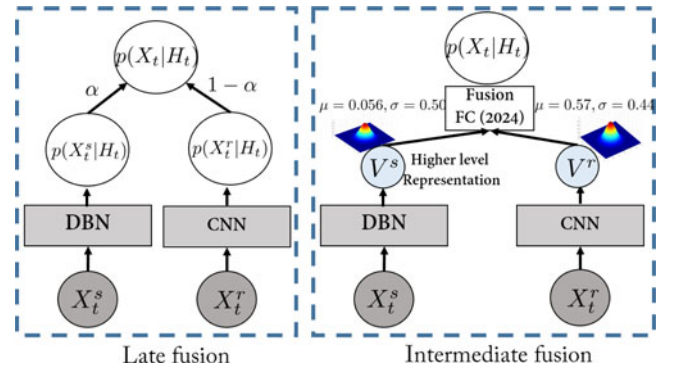 p(X_t|H_t)
α
1 − α
p(X_t^s|H_t)
p(X_t^r|H_t)
DBN
CNN
X_t^s
X_t^r
Late fusion
p(X_t|H_t)
Fusion
FC (2024)
μ = 0.056, σ = 0.50
μ = 0.57, σ = 0.44
V^s
Higher level
Representation
V^r
DBN
CNN
X_t^s
X_t^r
Intermediate fusion